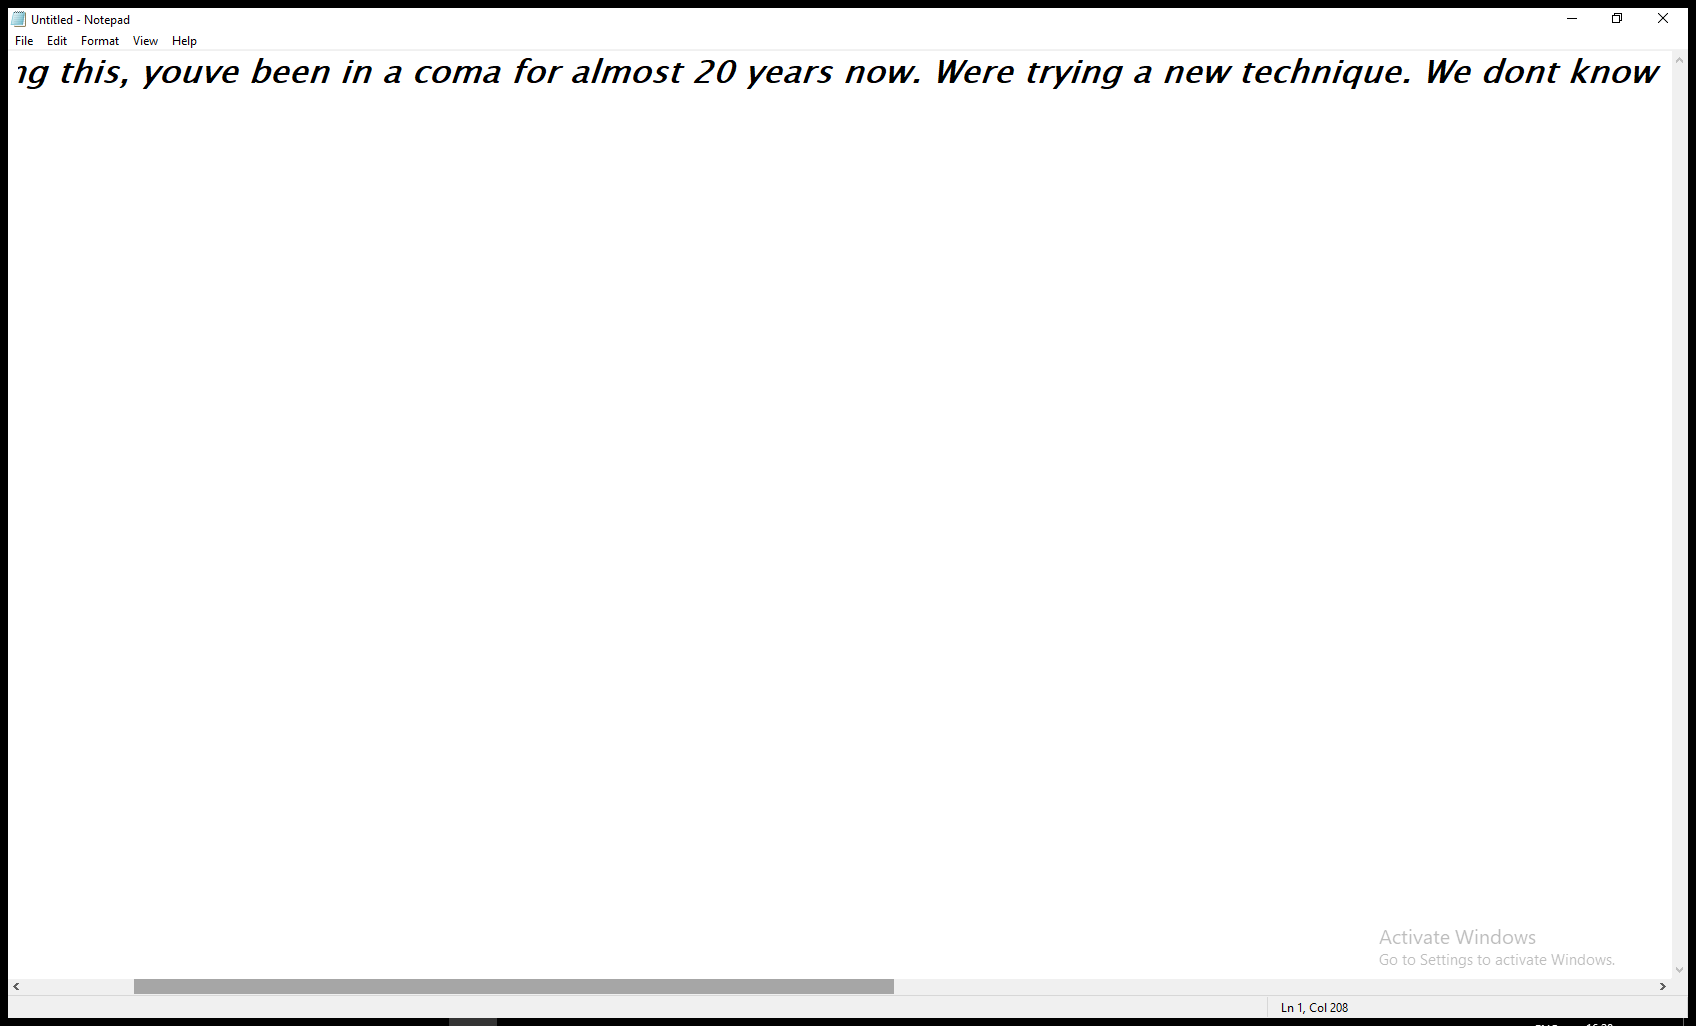 Untitled - Notepad
File Edit Format View Help
ng this, youve been in a coma for almost 20 years now. Were trying a new technique. We dont know
Activate Windows
Go to Settings to activate Windows.
Ln 1, Col 208